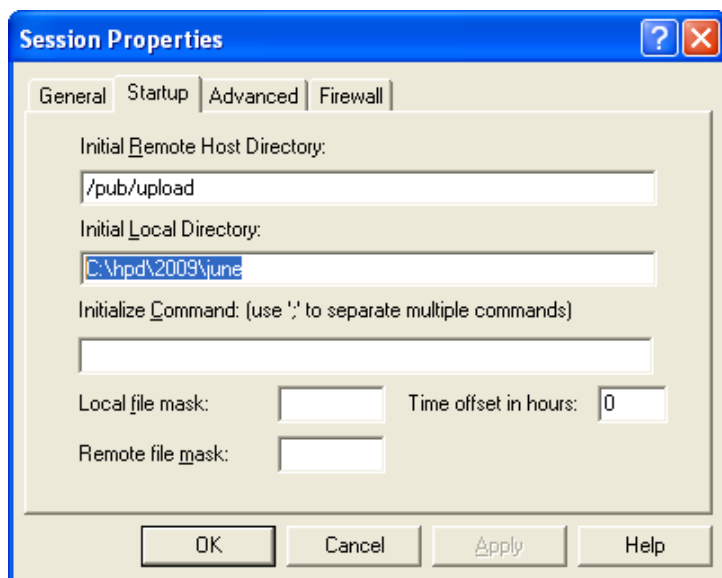 Session Properties
General Startup Advanced Firewall
Initial Remote Host Directory:
/pub/upload
Initial Local Directory:
C:\hpd\2009\june
Initialize Command: (use ';' to separate multiple commands)
Local file mask: Time offset in hours: 0
Remote file mask:
OK Cancel Apply Help